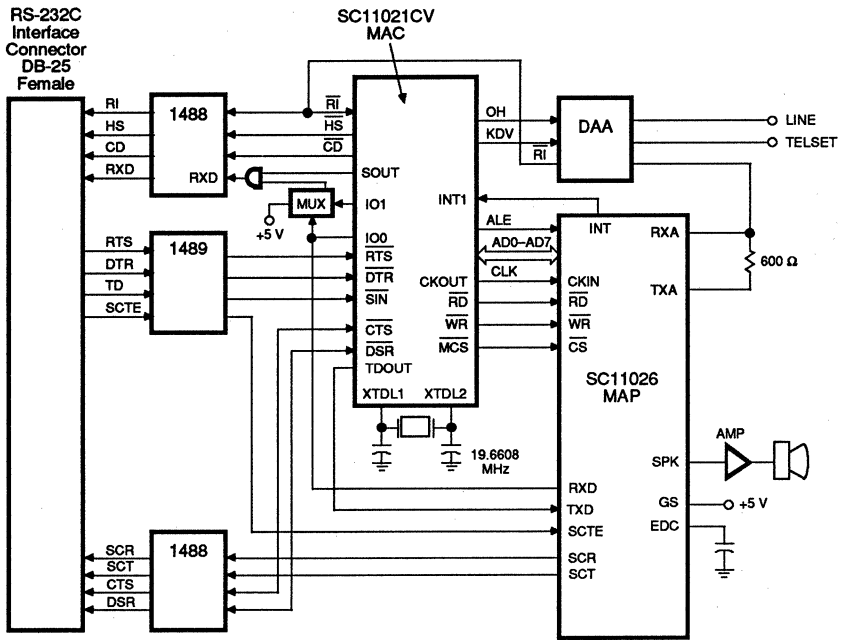 RS-232C
Interface
Connector
DB-25
Female
SC11021CV
MAC
RI
HS
CD
RXD
1488
RXD
RI
HS
CD
SOUT
IO1
IO0
MUX
+5 V
RTS
DTR
TD
SCTE
1489
RTS
DTR
SIN
CTS
DSR
TDOUT
XTDL1
XTDL2
19.6608
MHz
OH
KDV
RI
DAA
LINE
TELSET
INT1
ALE
AD0–AD7
CKOUT
CLK
RD
WR
MCS
INT
RXA
TXA
600 Ω
CKIN
RD
WR
CS
SC11026
MAP
AMP
SPK
GS
+5 V
EDC
RXD
TXD
SCTE
SCR
SCT
SCR
SCT
CTS
DSR
1488